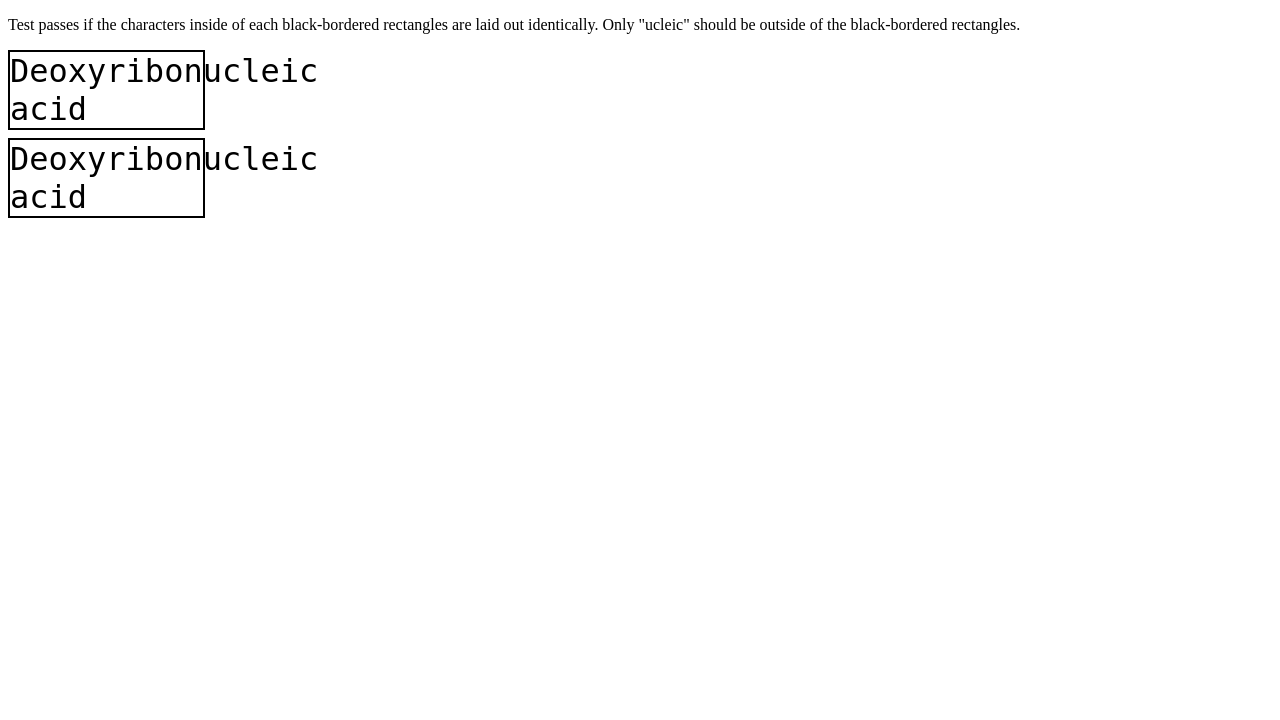 Test passes if the characters inside of each black-bordered rectangles are laid out identically. Only "ucleic" should be outside of the black-bordered rectangles.
Deoxyribonucleic
acid
Deoxyribonucleic
acid